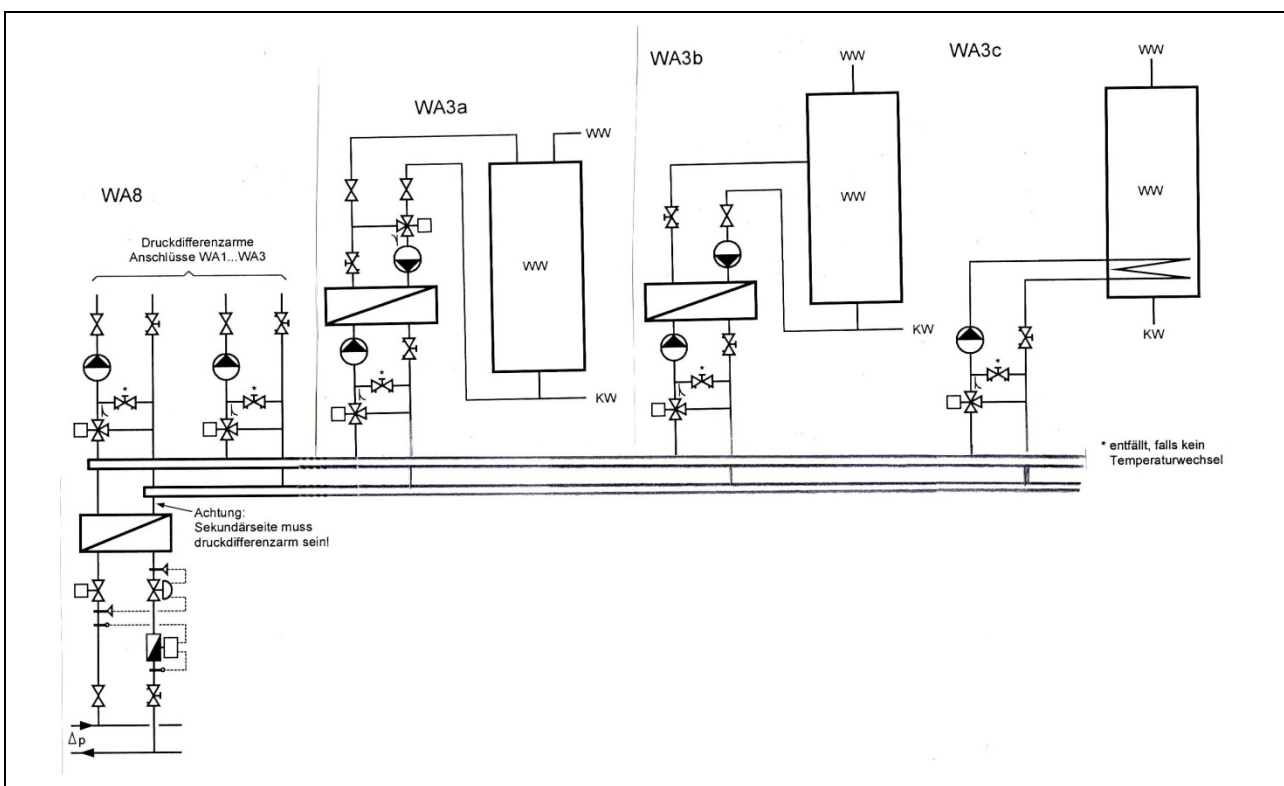 WA8
Druckdifferenzarme
Anschlüsse WA1...WA3
*
*
WA3a
WW
WW
*
KW
WA3b
WW
WW
*
KW
WA3c
WW
WW
*
KW
* entfällt, falls kein
Temperaturwechsel
Achtung:
Sekundärseite muss
druckdifferenzarm sein!
Δp